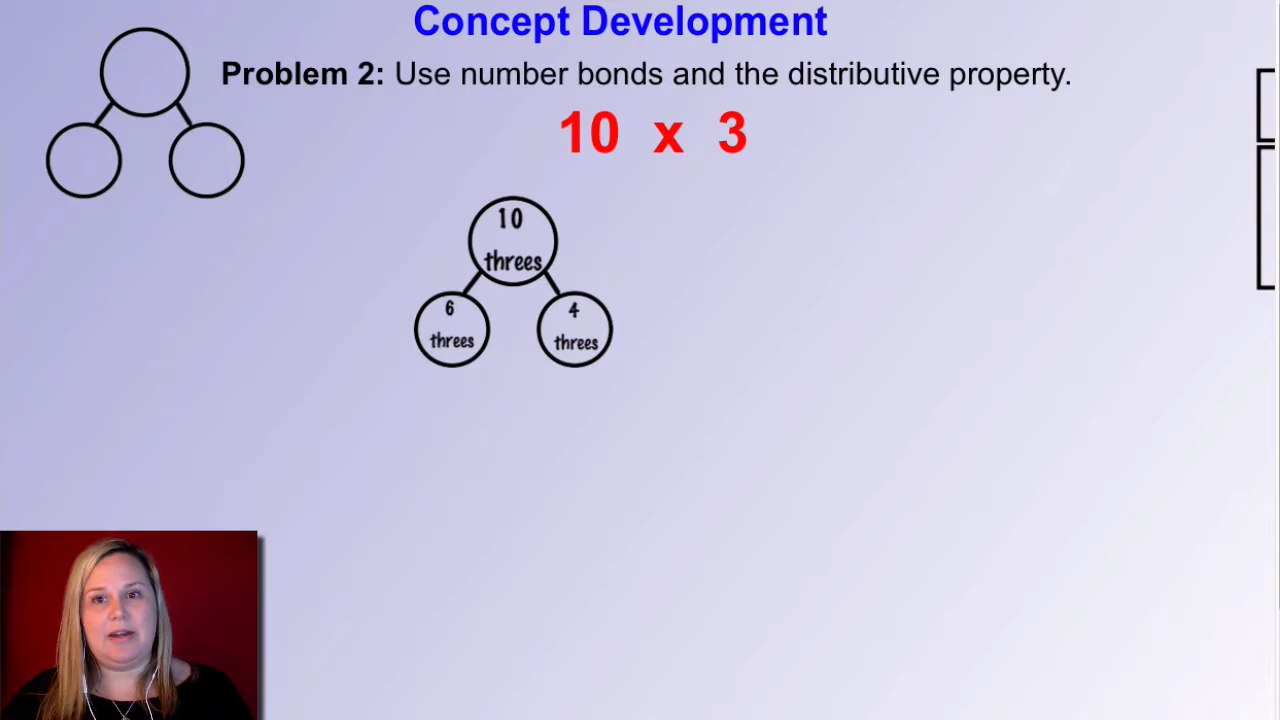 Concept Development
Problem 2: Use number bonds and the distributive property.
10 x 3
10
threes
6
threes
4
threes